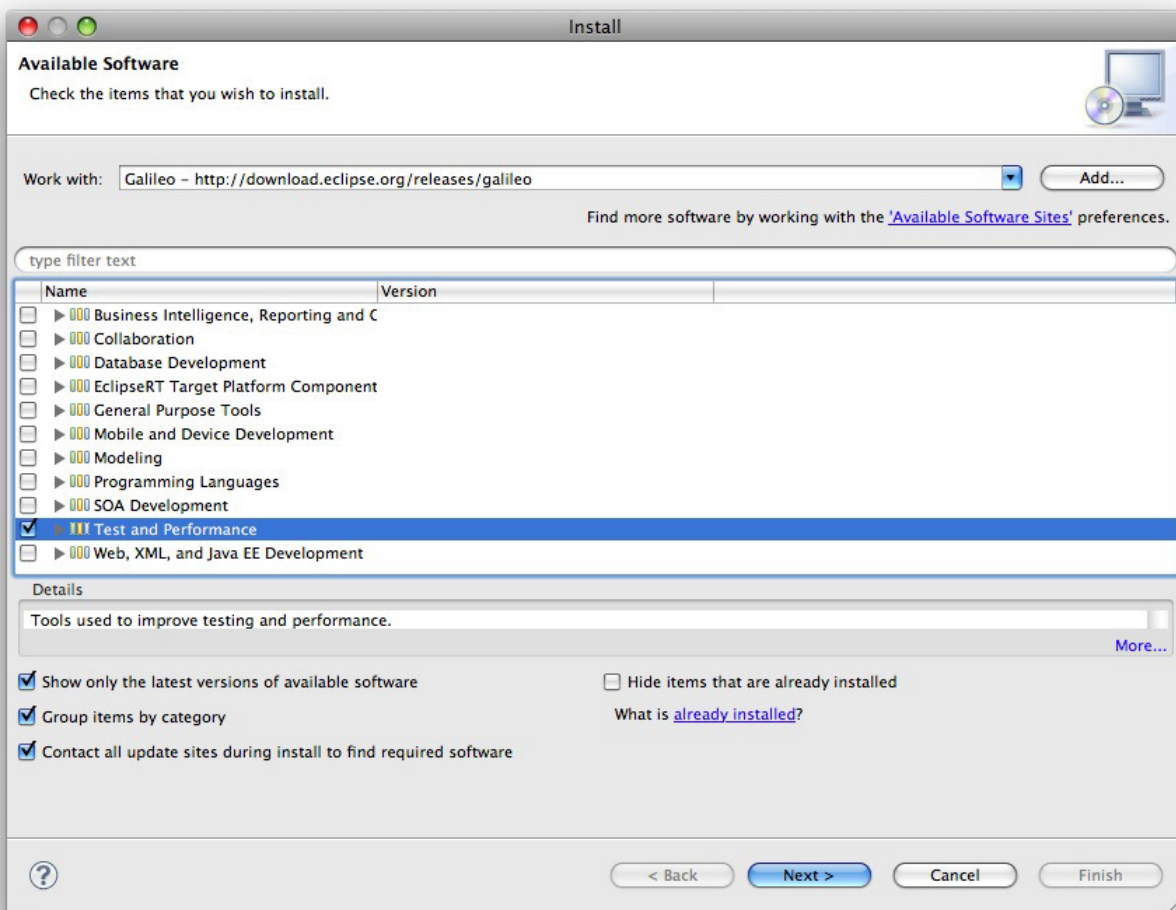 Install
Available Software
Check the items that you wish to install.
Work with: Galileo – http://download.eclipse.org/releases/galileo Add...
Find more software by working with the 'Available Software Sites' preferences.
type filter text
Name Version
Business Intelligence, Reporting and C
Collaboration
Database Development
EclipseRT Target Platform Component
General Purpose Tools
Mobile and Device Development
Modeling
Programming Languages
SOA Development
Test and Performance
Web, XML, and Java EE Development
Details
Tools used to improve testing and performance.
More...
Show only the latest versions of available software Hide items that are already installed
Group items by category What is already installed?
Contact all update sites during install to find required software
? < Back Next > Cancel Finish